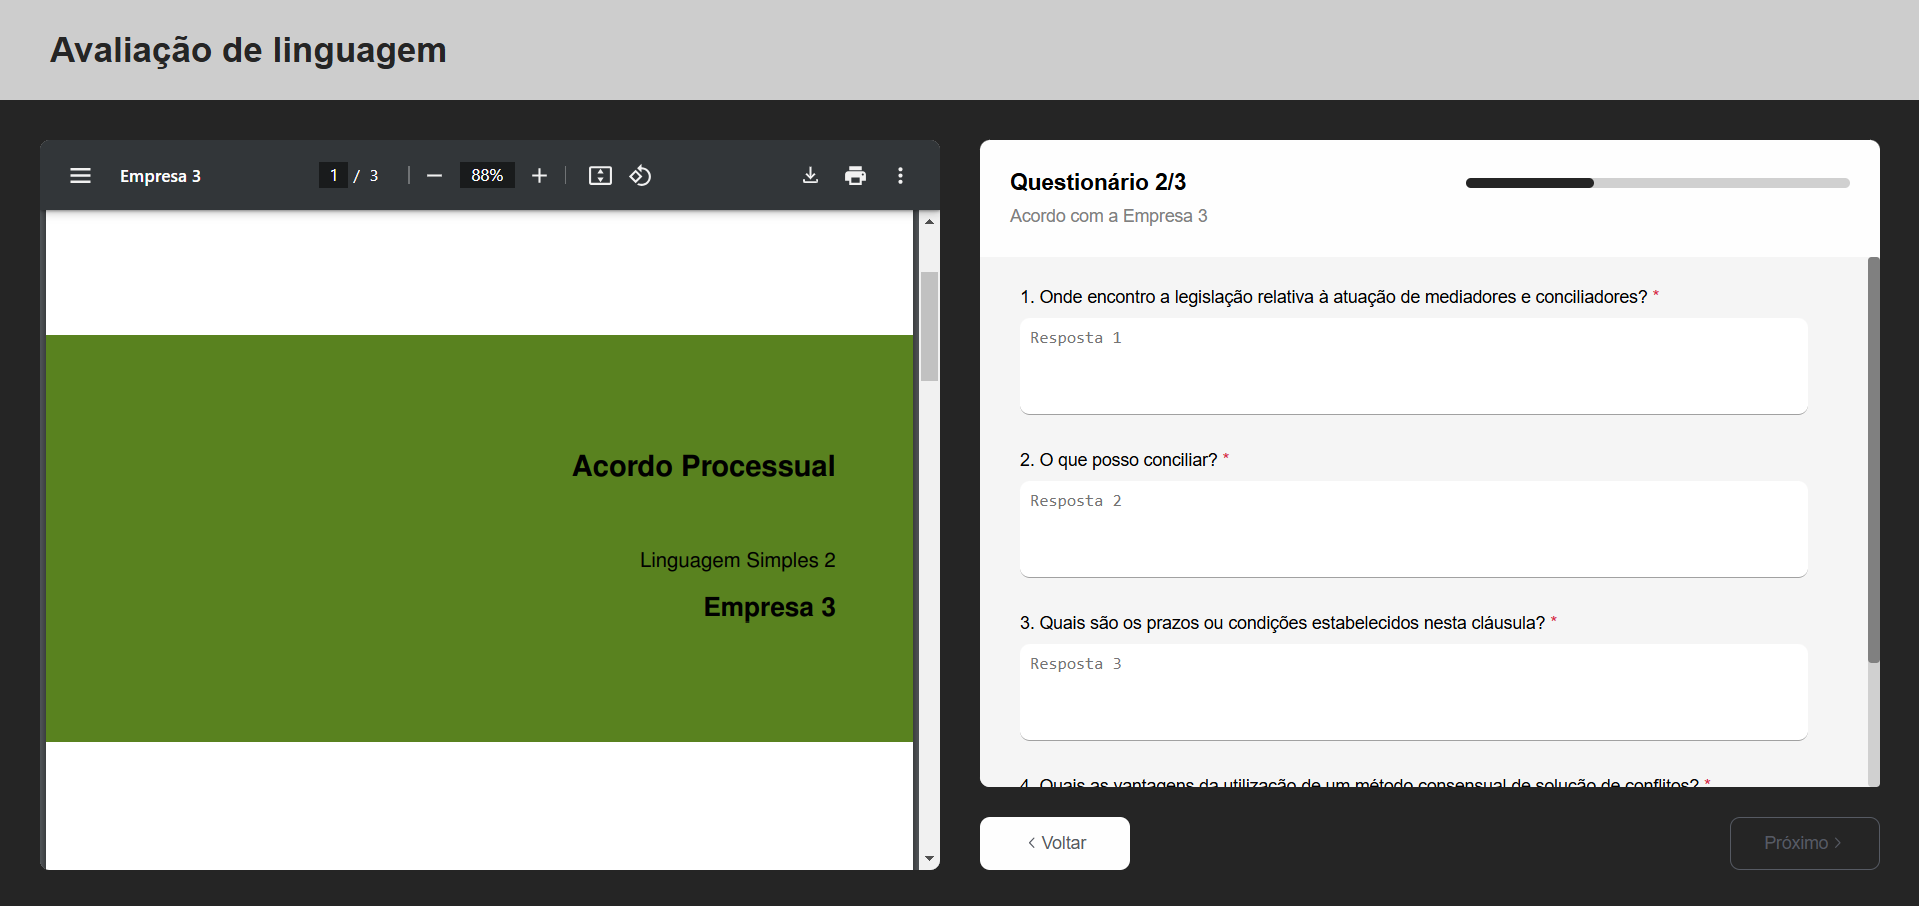 Avaliação de linguagem
Empresa 3
1 / 3
88%
Acordo Processual
Linguagem Simples 2
Empresa 3
Questionário 2/3
Acordo com a Empresa 3
1. Onde encontro a legislação relativa à atuação de mediadores e conciliadores? *
Resposta 1
2. O que posso conciliar? *
Resposta 2
3. Quais são os prazos ou condições estabelecidos nesta cláusula? *
Resposta 3
4. Quais as vantagens da utilização de um método consensual de solução de conflitos? *
Voltar
Próximo